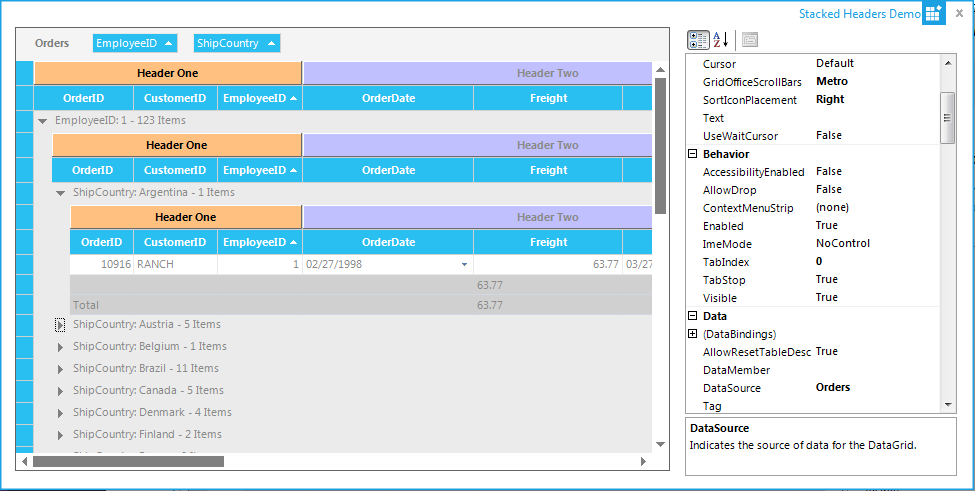 Stacked Headers Demo
Orders EmployeeID ShipCountry
Header One Header Two
OrderID CustomerID EmployeeID OrderDate Freight
EmployeeID: 1 - 123 Items
Header One Header Two
OrderID CustomerID EmployeeID OrderDate Freight
ShipCountry: Argentina - 1 Items
Header One Header Two
OrderID CustomerID EmployeeID OrderDate Freight
10916 RANCH 1 02/27/1998 63.77 03/27
63.77
Total 63.77
ShipCountry: Austria - 5 Items
ShipCountry: Belgium - 1 Items
ShipCountry: Brazil - 11 Items
ShipCountry: Canada - 5 Items
ShipCountry: Denmark - 4 Items
ShipCountry: Finland - 2 Items
Cursor Default
GridOfficeScrollBars Metro
SortIconPlacement Right
Text
UseWaitCursor False
Behavior
AccessibilityEnabled False
AllowDrop False
ContextMenuStrip (none)
Enabled True
ImeMode NoControl
TabIndex 0
TabStop True
Visible True
Data
(DataBindings)
AllowResetTableDesc True
DataMember
DataSource Orders
Tag
DataSource
Indicates the source of data for the DataGrid.